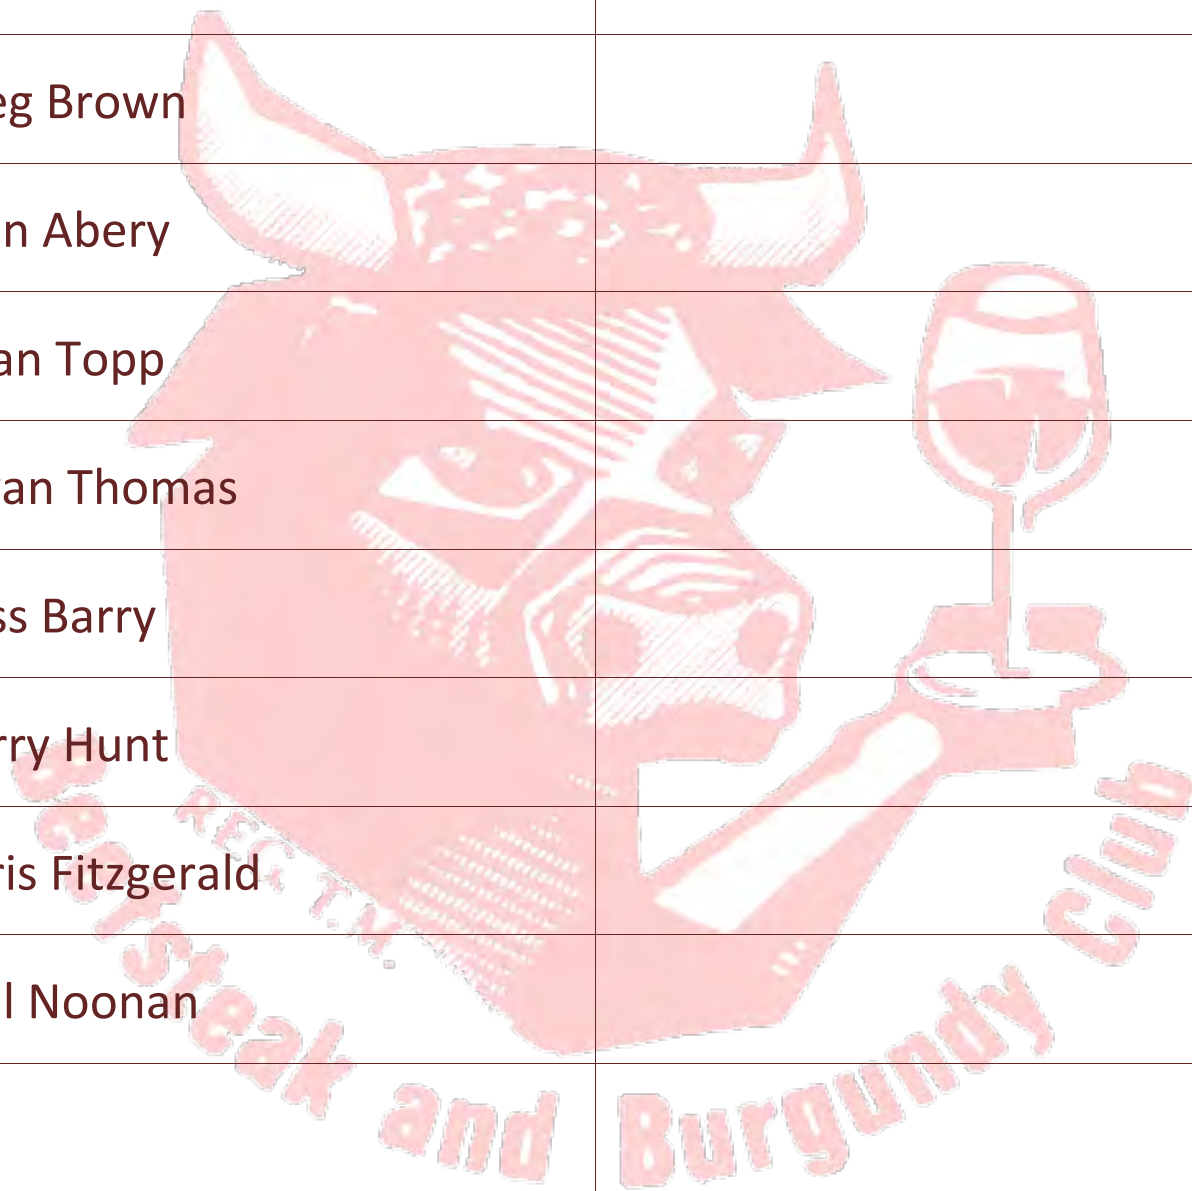 eg Brown
n Abery
an Topp
an Thomas
ss Barry
rry Hunt
ris Fitzgerald
l Noonan
REG. T.M.
Beefsteak and Burgundy Club